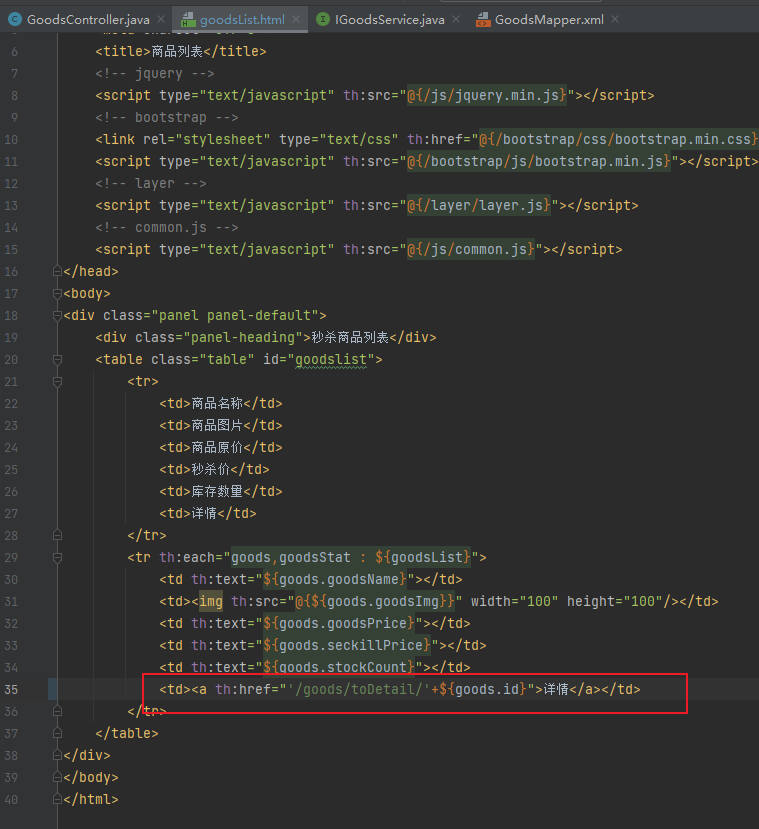 GoodsController.java × goodsList.html × IGoodsService.java × GoodsMapper.xml ×
6 <title>商品列表</title>
7 <!-- jquery -->
8 <script type="text/javascript" th:src="@{/js/jquery.min.js}"></script>
9 <!-- bootstrap -->
10 <link rel="stylesheet" type="text/css" th:href="@{/bootstrap/css/bootstrap.min.css}
11 <script type="text/javascript" th:src="@{/bootstrap/js/bootstrap.min.js}"></script>
12 <!-- layer -->
13 <script type="text/javascript" th:src="@{/layer/layer.js}"></script>
14 <!-- common.js -->
15 <script type="text/javascript" th:src="@{/js/common.js}"></script>
16 </head>
17 <body>
18 <div class="panel panel-default">
19 <div class="panel-heading">秒杀商品列表</div>
20 <table class="table" id="goodslist">
21 <tr>
22 <td>商品名称</td>
23 <td>商品图片</td>
24 <td>商品原价</td>
25 <td>秒杀价</td>
26 <td>库存数量</td>
27 <td>详情</td>
28 </tr>
29 <tr th:each="goods,goodsStat : ${goodsList}">
30 <td th:text="${goods.goodsName}"></td>
31 <td><img th:src="@{${goods.goodsImg}}" width="100" height="100"/></td>
32 <td th:text="${goods.goodsPrice}"></td>
33 <td th:text="${goods.seckillPrice}"></td>
34 <td th:text="${goods.stockCount}"></td>
35 <td><a th:href="'/goods/toDetail/'+${goods.id}">详情</a></td>
36 </tr>
37 </table>
38 </div>
39 </body>
40 </html>